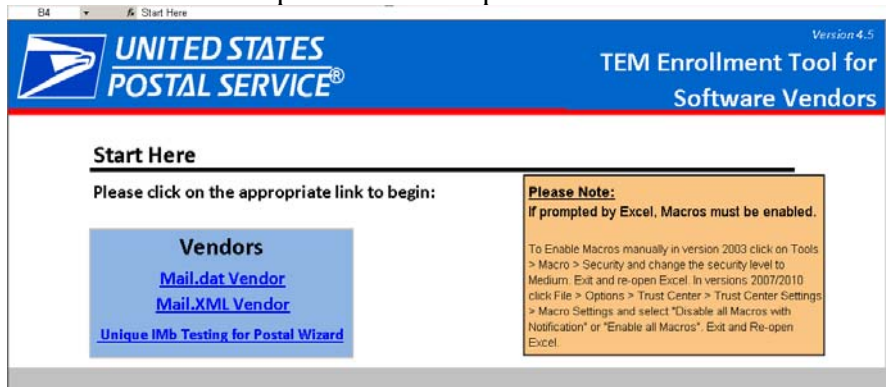 B4 fx Start Here
Version 4.5
UNITED STATES
POSTAL SERVICE®
TEM Enrollment Tool for
Software Vendors
Start Here
Please click on the appropriate link to begin:
Vendors
Mail.dat Vendor
Mail.XML Vendor
Unique IMb Testing for Postal Wizard
Please Note:
If prompted by Excel, Macros must be enabled.
To Enable Macros manually in version 2003 click on Tools
> Macro > Security and change the security level to
Medium. Exit and re-open Excel. In versions 2007/2010
click File > Options > Trust Center > Trust Center Settings
> Macro Settings and select "Disable all Macros with
Notification" or "Enable all Macros". Exit and Re-open
Excel.